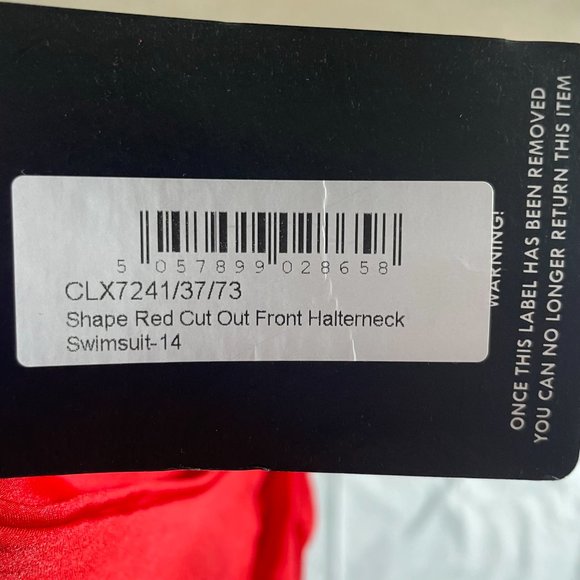 5 057899 028658
CLX7241/37/73
Shape Red Cut Out Front Halterneck
Swimsuit-14
WARNING!
ONCE THIS LABEL HAS BEEN REMOVED
YOU CAN NO LONGER RETURN THIS ITEM